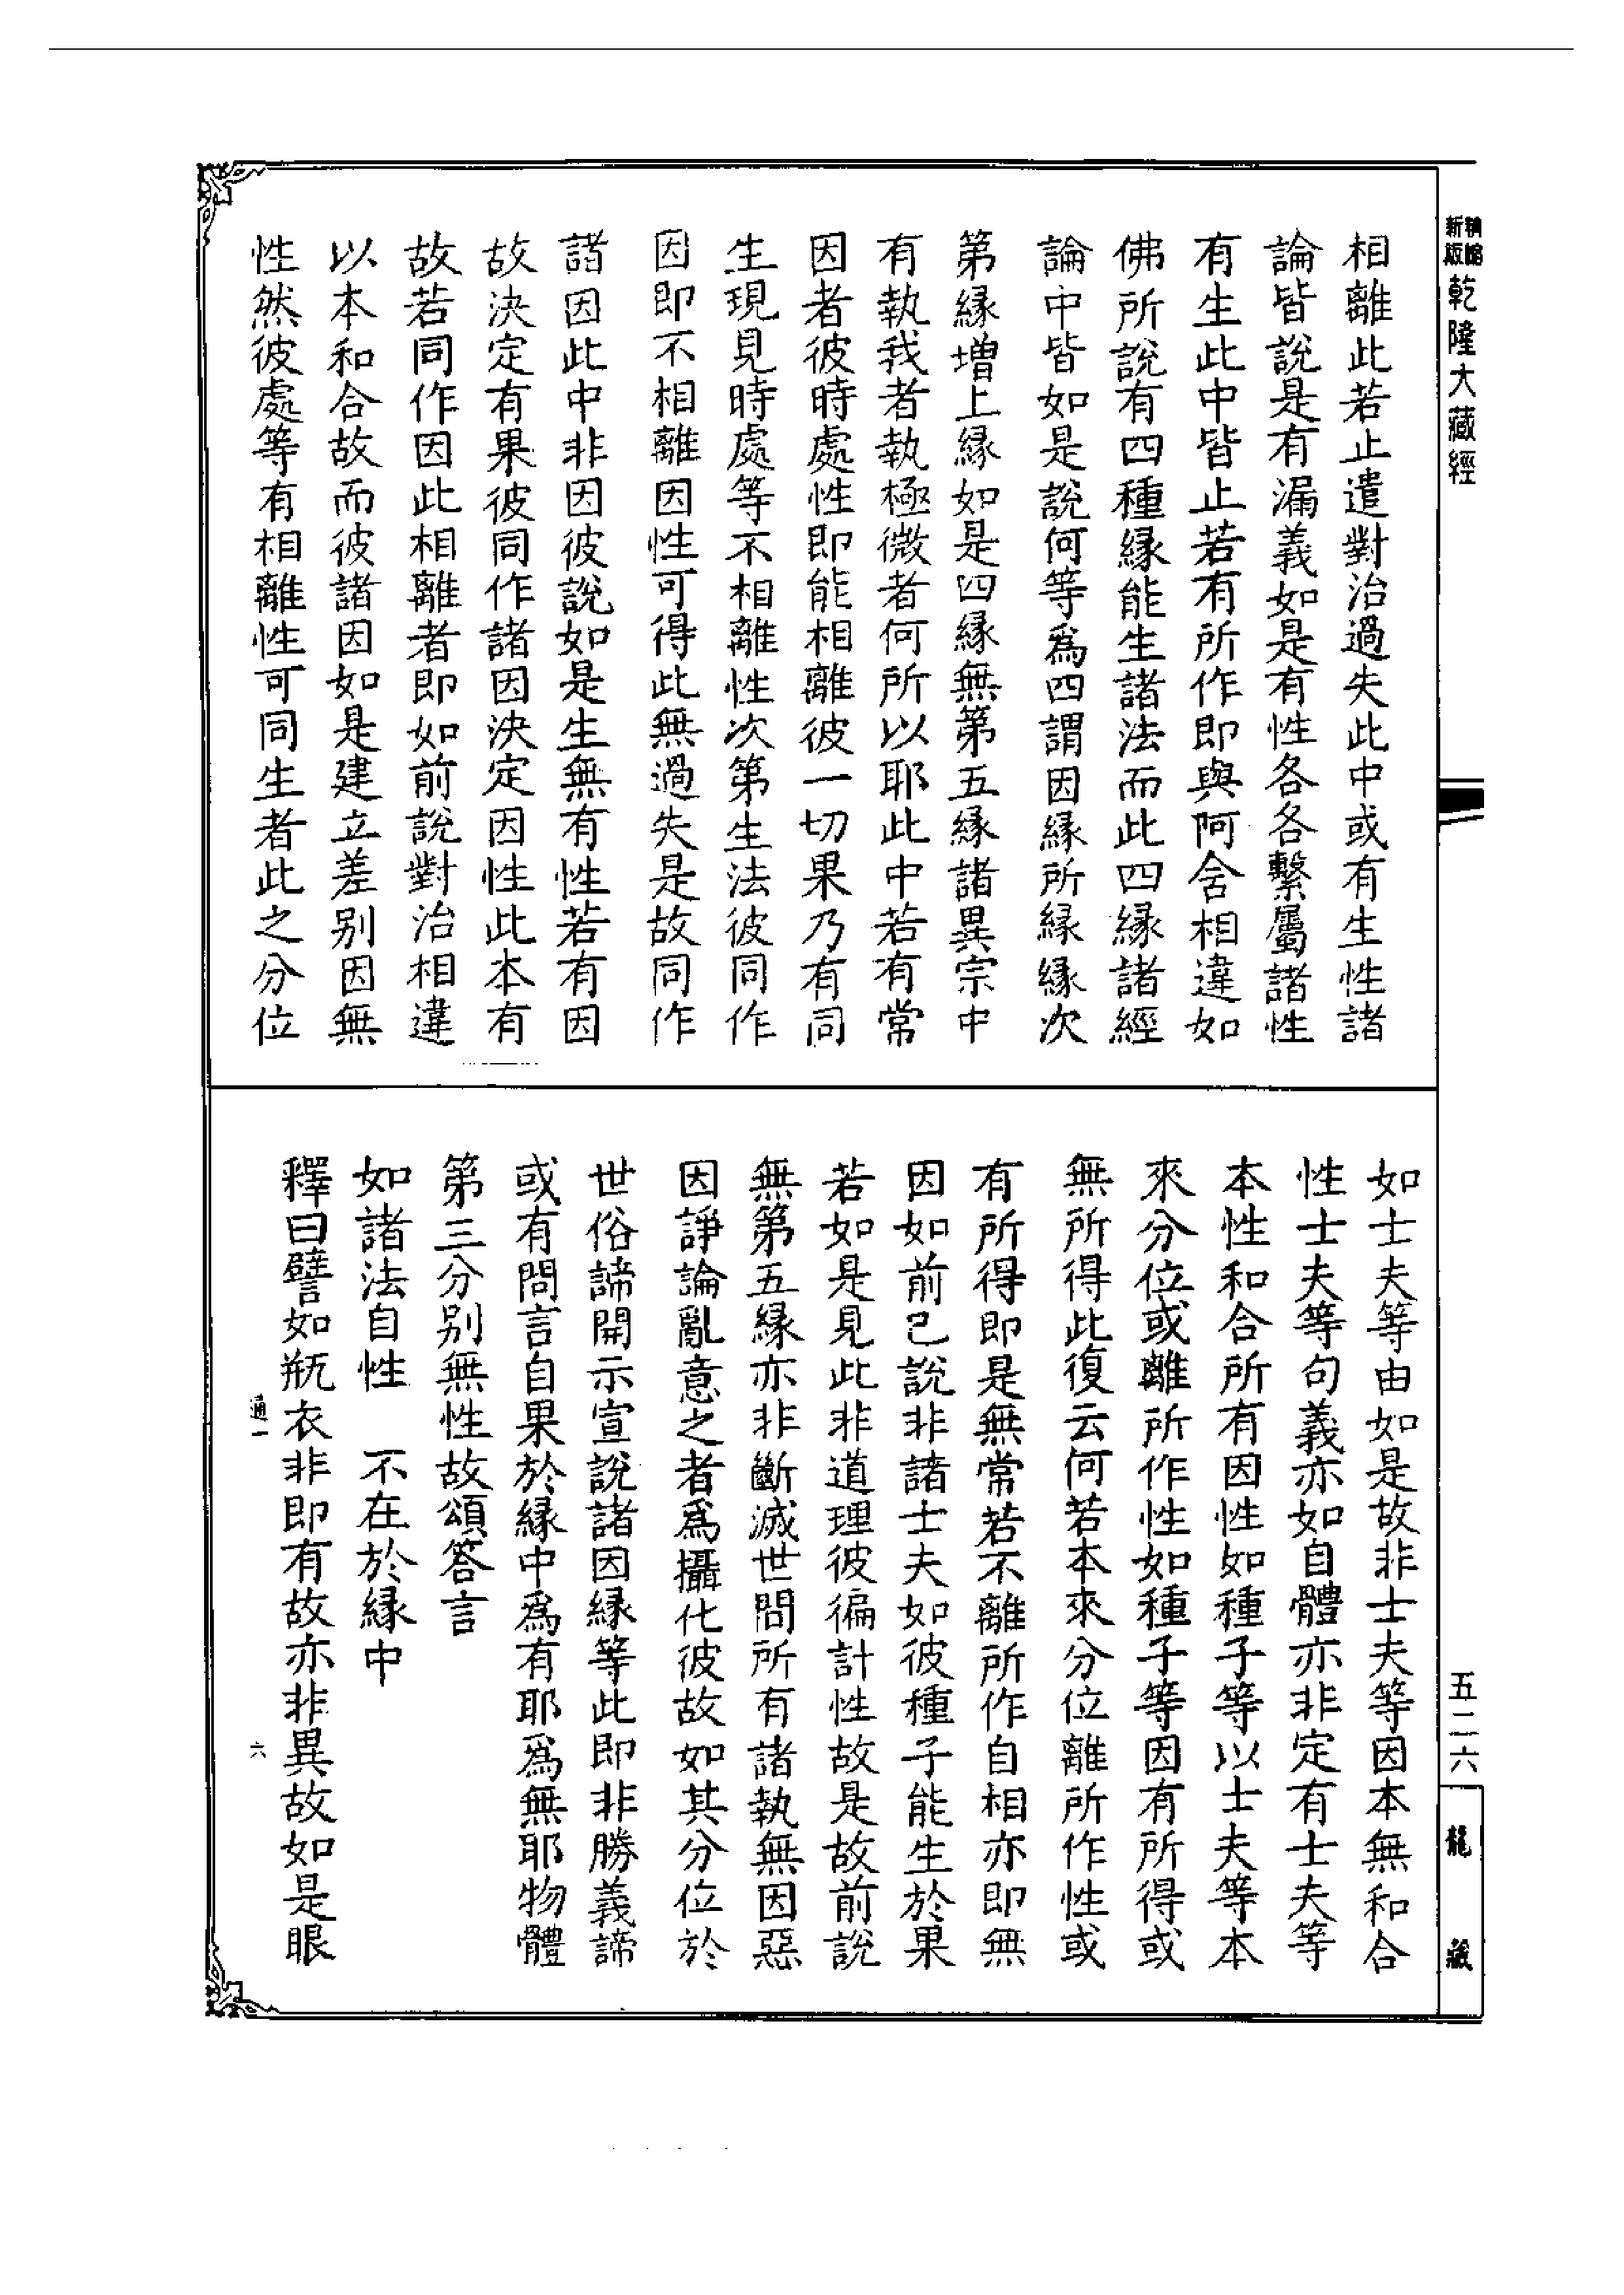 新版
精縮
乾隆大藏經
相離此若止遣對治過失此中或有生性諸
論皆說是有漏義如是有性各各繫屬諸性
有生此中皆止若有所作即與阿含相違如
佛所說有四種緣能生諸法而此四緣諸經
論中皆如是說何等爲四謂因緣所緣緣次
第緣增上緣如是四緣無第五緣諸異宗中
有執我者執極微者何所以耶此中若有常
因者彼時處性即能相離彼一切果乃有同
生現見時處等不相離性次第生法彼同作
因即不相離因性可得此無過失是故同作
諸因此中非因彼說如是生無有性若有因
故決定有果彼同作諸因決定因性此本有
故若同作因此相離者即如前說對治相違
以本和合故而彼諸因如是建立差別因無
性然彼處等有相離性可同生者此之分位
如士夫等由如是故非士夫等因本無和合
性士夫等句義亦如自體亦非定有士夫等
本性和合所有因性如種子等以士夫等本
來分位或離所作性如種子等因有所得或
無所得此復云何若本來分位離所作性或
有所得即是無常若不離所作自相亦即無
因如前已說非諸士夫如彼種子能生於果
若如是見此非道理彼徧計性故是故前說
無第五緣亦非斷滅世間所有諸執無因惡
因諍論亂意之者爲攝化彼故如其分位於
世俗諦開示宣說諸因緣等此即非勝義諦
或有問言自果於緣中爲有耶爲無耶物體
第三分別無性故頌答言
如諸法自性　不在於緣中
釋曰譬如瓶衣非即有故亦非異故如是眼
通一
六
五二六
龍藏